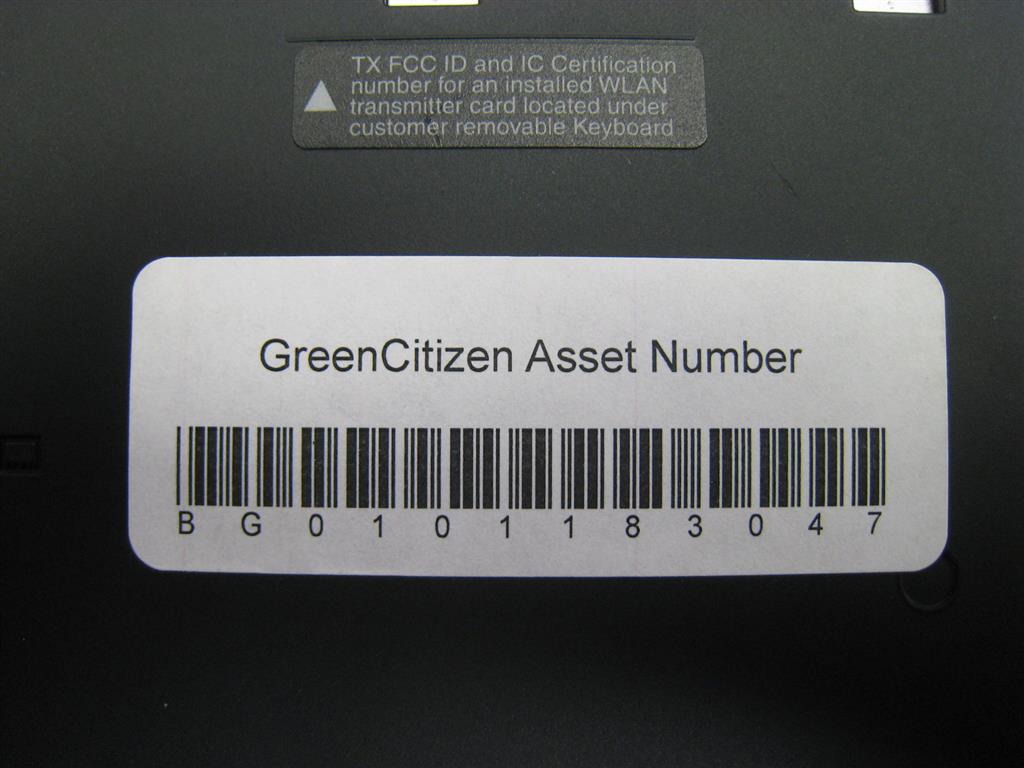 TX FCC ID and IC Certification
number for an installed WLAN
transmitter card located under
customer removable Keyboard
GreenCitizen Asset Number
B G 0 1 0 1 1 8 3 0 4 7